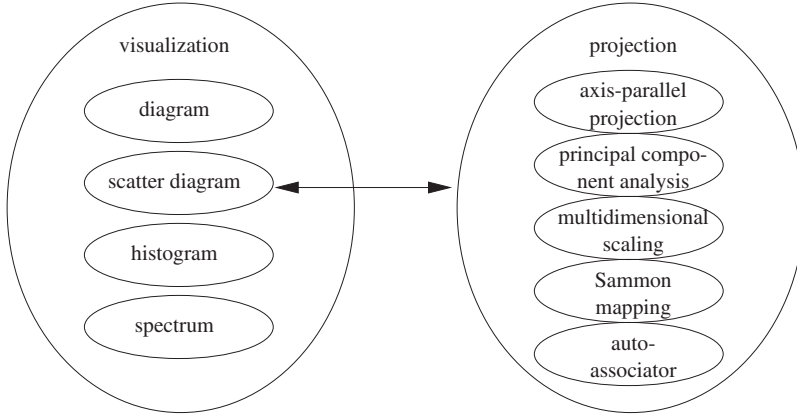 visualization
diagram
scatter diagram
histogram
spectrum
projection
axis-parallel
projection
principal compo-
nent analysis
multidimensional
scaling
Sammon
mapping
auto-
associator